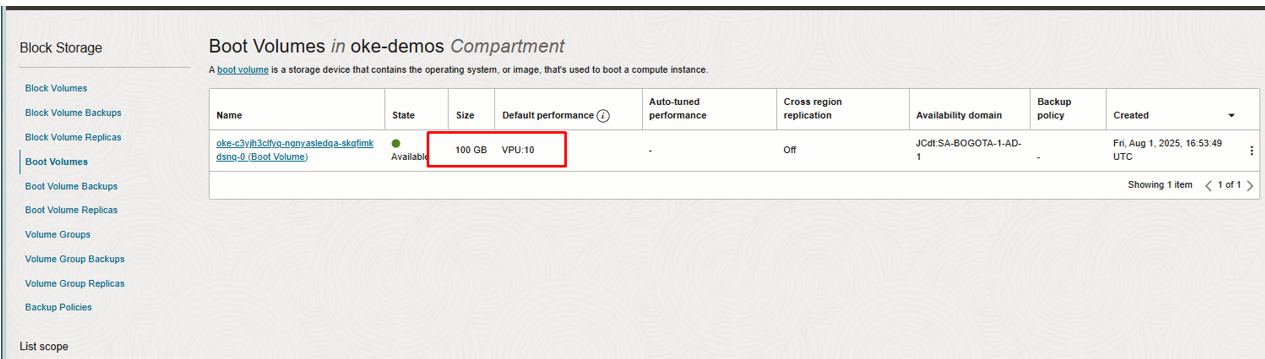 Block Storage
Block Volumes
Block Volume Backups
Block Volume Replicas
Boot Volumes
Boot Volume Backups
Boot Volume Replicas
Volume Groups
Volume Group Backups
Volume Group Replicas
Backup Policies
List scope
Boot Volumes in oke-demos Compartment
A boot volume is a storage device that contains the operating system, or image, that's used to boot a compute instance.
Name State Size Default performance i Auto-tuned performance Cross region replication Availability domain Backup policy Created
oke-c3yjh3clfyq-ngnyasledqa-skqfimk
dsnq-0 (Boot Volume)
Available
100 GB
VPU:10
-
Off
JCdt:SA-BOGOTA-1-AD-
1
-
Fri, Aug 1, 2025, 16:53:49
UTC
Showing 1 item < 1 of 1 >